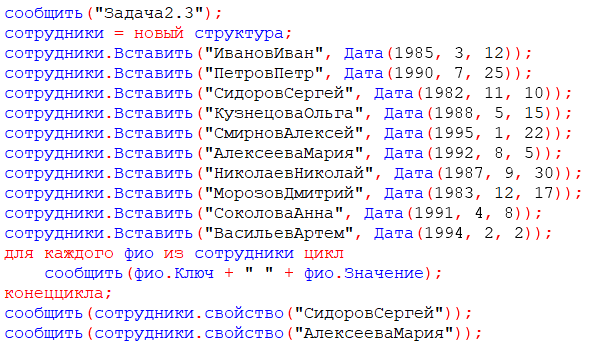 сообщить("Задача2.3");
сотрудники = новый структура;
сотрудники.Вставить("ИвановИван", Дата(1985, 3, 12));
сотрудники.Вставить("ПетровПетр", Дата(1990, 7, 25));
сотрудники.Вставить("СидоровСергей", Дата(1982, 11, 10));
сотрудники.Вставить("КузнецоваОльга", Дата(1988, 5, 15));
сотрудники.Вставить("СмирновАлексей", Дата(1995, 1, 22));
сотрудники.Вставить("АлексееваМария", Дата(1992, 8, 5));
сотрудники.Вставить("НиколаевНиколай", Дата(1987, 9, 30));
сотрудники.Вставить("МорозовДмитрий", Дата(1983, 12, 17));
сотрудники.Вставить("СоколоваАнна", Дата(1991, 4, 8));
сотрудники.Вставить("ВасильевАртем", Дата(1994, 2, 2));
для каждого фио из сотрудники цикл
    сообщить(фио.Ключ + " " + фио.Значение);
конеццикла;
сообщить(сотрудники.свойство("СидоровСергей"));
сообщить(сотрудники.свойство("АлексееваМария"));